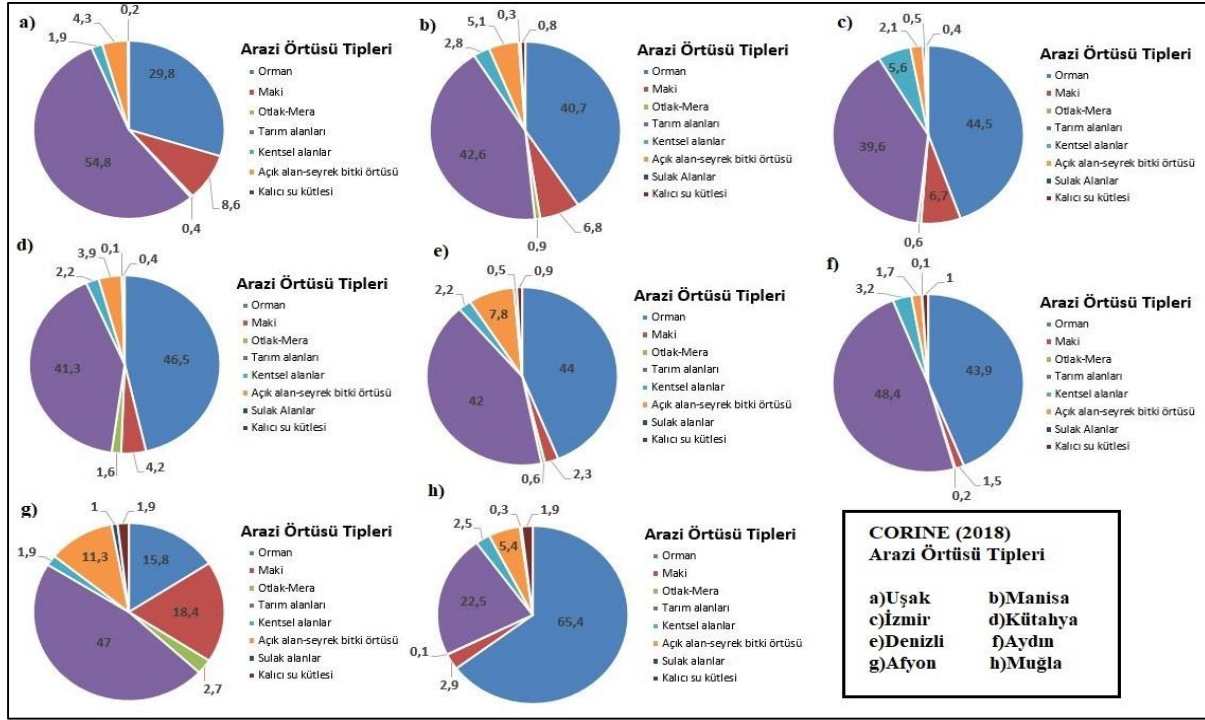 a)
0,2
4,3
1,9
29,8
54,8
8,6
0,4
Arazi Örtüsü Tipleri
Orman
Maki
Otlak-Mera
Tarım alanları
Kentsel alanlar
Açık alan-seyrek bitki örtüsü
Sulak Alanlar
Kalıcı su kütlesi
b)
5,1
0,3
0,8
2,8
40,7
42,6
6,8
0,9
Arazi Örtüsü Tipleri
Orman
Maki
Otlak-Mera
Tarım alanları
Kentsel alanlar
Açık alan-seyrek bitki örtüsü
Sulak Alanlar
Kalıcı su kütlesi
c)
0,5
2,1
0,4
5,6
44,5
39,6
6,7
0,6
Arazi Örtüsü Tipleri
Orman
Maki
Otlak-Mera
Tarım alanları
Kentsel alanlar
Açık alan-seyrek bitki örtüsü
Sulak Alanlar
Kalıcı su kütlesi
d)
3,9
0,1
0,4
2,2
46,5
41,3
1,6
4,2
Arazi Örtüsü Tipleri
Orman
Maki
Otlak-Mera
Tarım alanları
Kentsel alanlar
Açık alan-seyrek bitki örtüsü
Sulak Alanlar
Kalıcı su kütlesi
e)
0,5
0,9
2,2
7,8
44
42
2,3
0,6
Arazi Örtüsü Tipleri
Orman
Maki
Otlak-Mera
Tarım alanları
Kentsel alanlar
Açık alan-seyrek bitki örtüsü
Sulak alanlar
Kalıcı su kütlesi
f)
0,1
1,7
1
3,2
43,9
48,4
1,5
0,2
Arazi Örtüsü Tipleri
Orman
Maki
Otlak-Mera
Tarım alanları
Kentsel alanlar
Açık alan-seyrek bitki örtüsü
Sulak Alanlar
Kalıcı su kütlesi
g)
1
1,9
1,9
11,3
15,8
18,4
47
2,7
Arazi Örtüsü Tipleri
Orman
Maki
Otlak-Mera
Tarım alanları
Kentsel alanlar
Açık alan-seyrek bitki örtüsü
Sulak alanlar
Kalıcı su kütlesi
h)
0,3
1,9
2,5
5,4
22,5
65,4
0,1
2,9
Arazi Örtüsü Tipleri
Orman
Maki
Otlak-Mera
Tarım alanları
Kentsel alanlar
Açık alan-seyrek bitki örtüsü
Sulak alanlar
Kalıcı su kütlesi
CORINE (2018)
Arazi Örtüsü Tipleri
a)Uşak b)Manisa
c)İzmir d)Kütahya
e)Denizli f)Aydın
g)Afyon h)Muğla